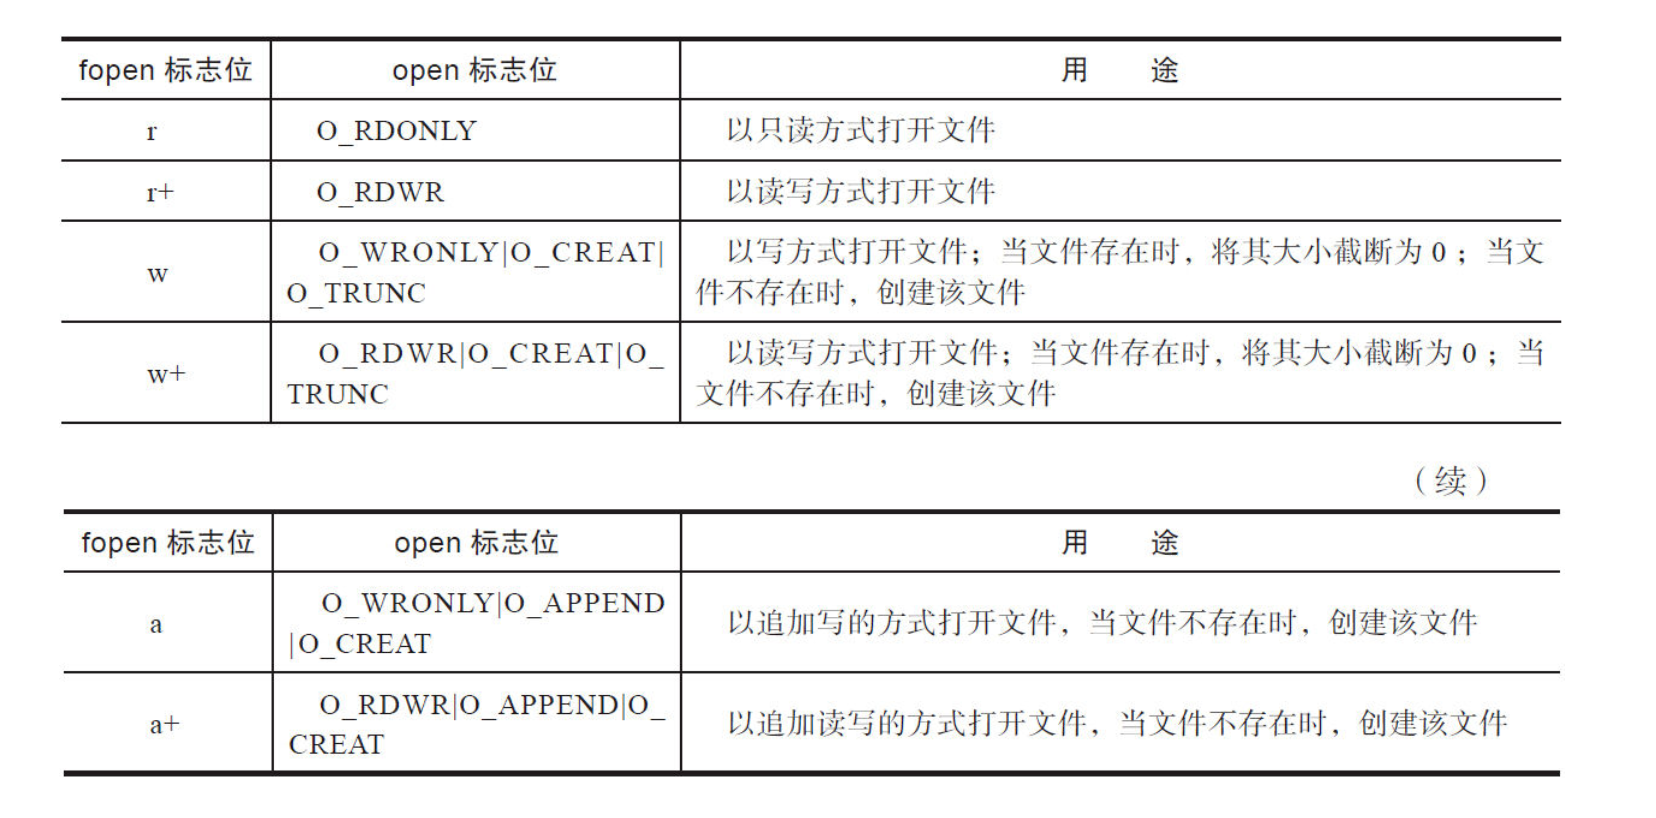 fopen 标志位 open 标志位 用 途
r O_RDONLY 以只读方式打开文件
r+ O_RDWR 以读写方式打开文件
w
O_WRONLY|O_CREAT|
O_TRUNC
以写方式打开文件；当文件存在时，将其大小截断为 0；当文
件不存在时，创建该文件
w+
O_RDWR|O_CREAT|O_
TRUNC
以读写方式打开文件；当文件存在时，将其大小截断为 0；当
文件不存在时，创建该文件
（续）
fopen 标志位 open 标志位 用 途
a
O_WRONLY|O_APPEND
|O_CREAT
以追加写的方式打开文件，当文件不存在时，创建该文件
a+
O_RDWR|O_APPEND|O_
CREAT
以追加读写的方式打开文件，当文件不存在时，创建该文件